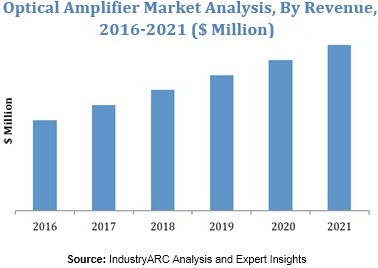 Optical Amplifier Market Analysis, By Revenue,
2016-2021 ($ Million)
$ Million
2016 2017 2018 2019 2020 2021
Source: IndustryARC Analysis and Expert Insights